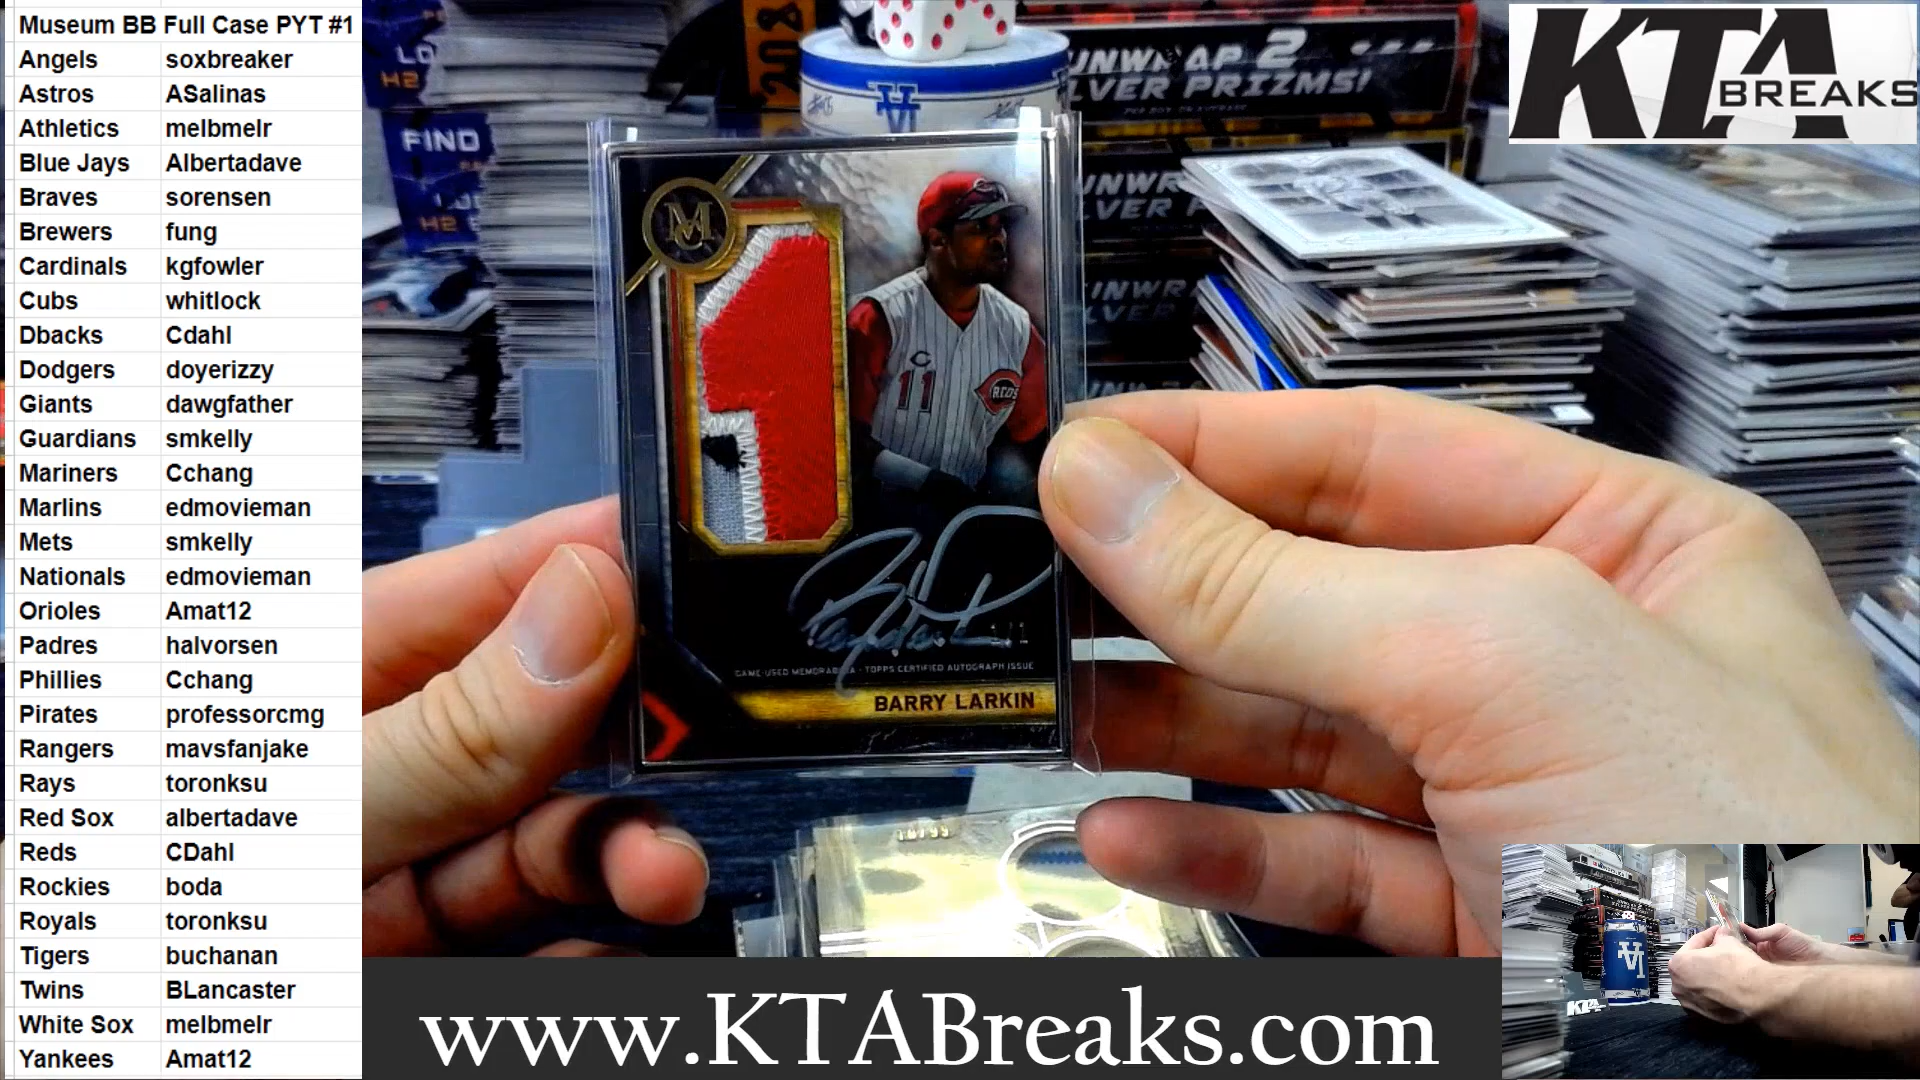 Museum BB Full Case PYT #1
Angels soxbreaker
Astros ASalinas
Athletics melbmelr
Blue Jays Albertadave
Braves sorensen
Brewers fung
Cardinals kgfowler
Cubs whitlock
Dbacks Cdahl
Dodgers doyerizzy
Giants dawgfather
Guardians smkelly
Mariners Cchang
Marlins edmovieman
Mets smkelly
Nationals edmovieman
Orioles Amat12
Padres halvorsen
Phillies Cchang
Pirates professorcmg
Rangers mavsfanjake
Rays toronksu
Red Sox albertadave
Reds CDahl
Rockies boda
Royals toronksu
Tigers buchanan
Twins BLancaster
White Sox melbmelr
Yankees Amat12
KTA
BREAKS
FIND
H2
MC
C
11
REDS
1/1
GAME-USED MEMORABILIA • TOPPS CERTIFIED AUTOGRAPH ISSUE
BARRY LARKIN
www.KTABreaks.com
KTA